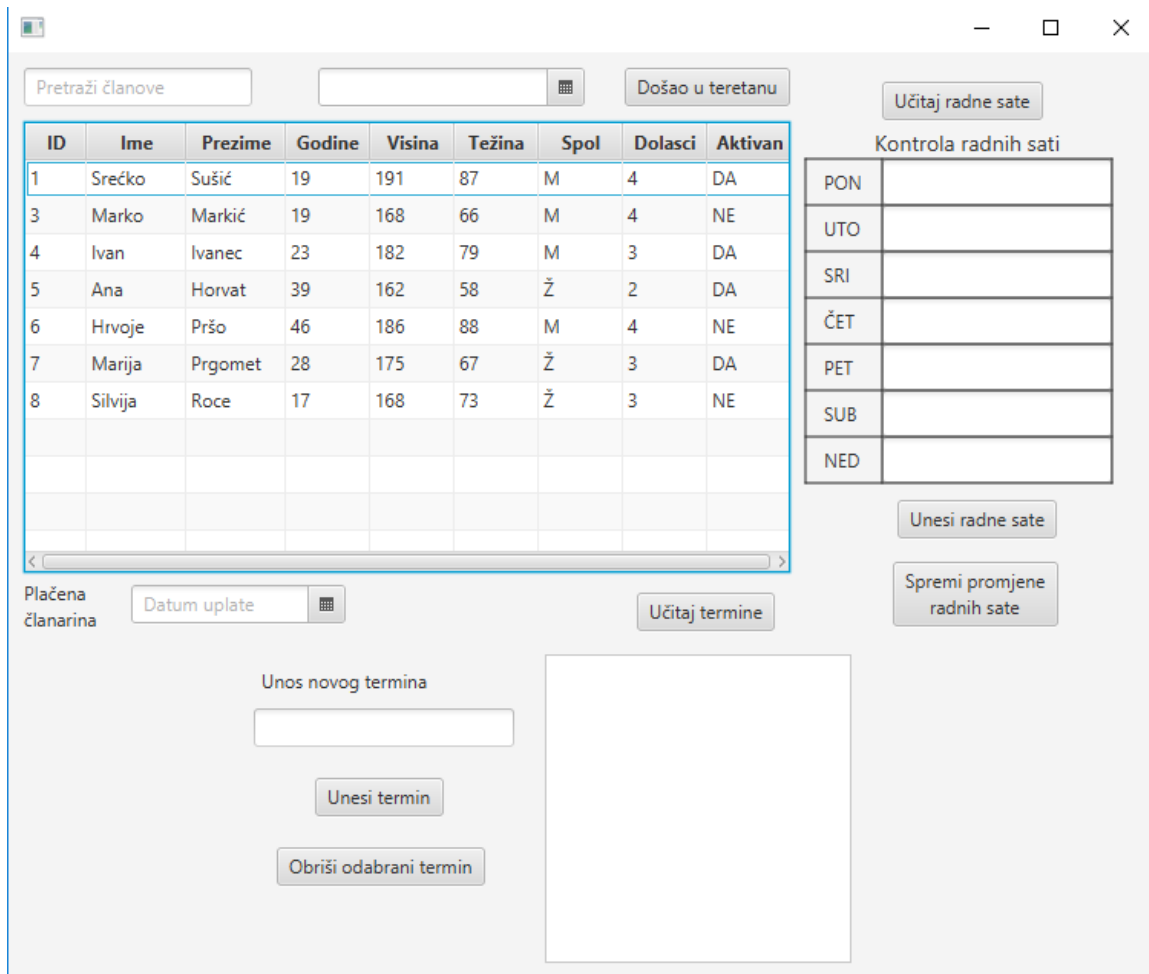 Pretraži članove
Došao u teretanu
Učitaj radne sate
Kontrola radnih sati
ID Ime Prezime Godine Visina Težina Spol Dolasci Aktivan
1 Srećko Sušić 19 191 87 M 4 DA
3 Marko Markić 19 168 66 M 4 NE
4 Ivan Ivanec 23 182 79 M 3 DA
5 Ana Horvat 39 162 58 Ž 2 DA
6 Hrvoje Pršo 46 186 88 M 4 NE
7 Marija Prgomet 28 175 67 Ž 3 DA
8 Silvija Roce 17 168 73 Ž 3 NE
PON
UTO
SRI
ČET
PET
SUB
NED
Unesi radne sate
Spremi promjene
radnih sate
Plačena
članarina
Datum uplate
Učitaj termine
Unos novog termina
Unesi termin
Obriši odabrani termin